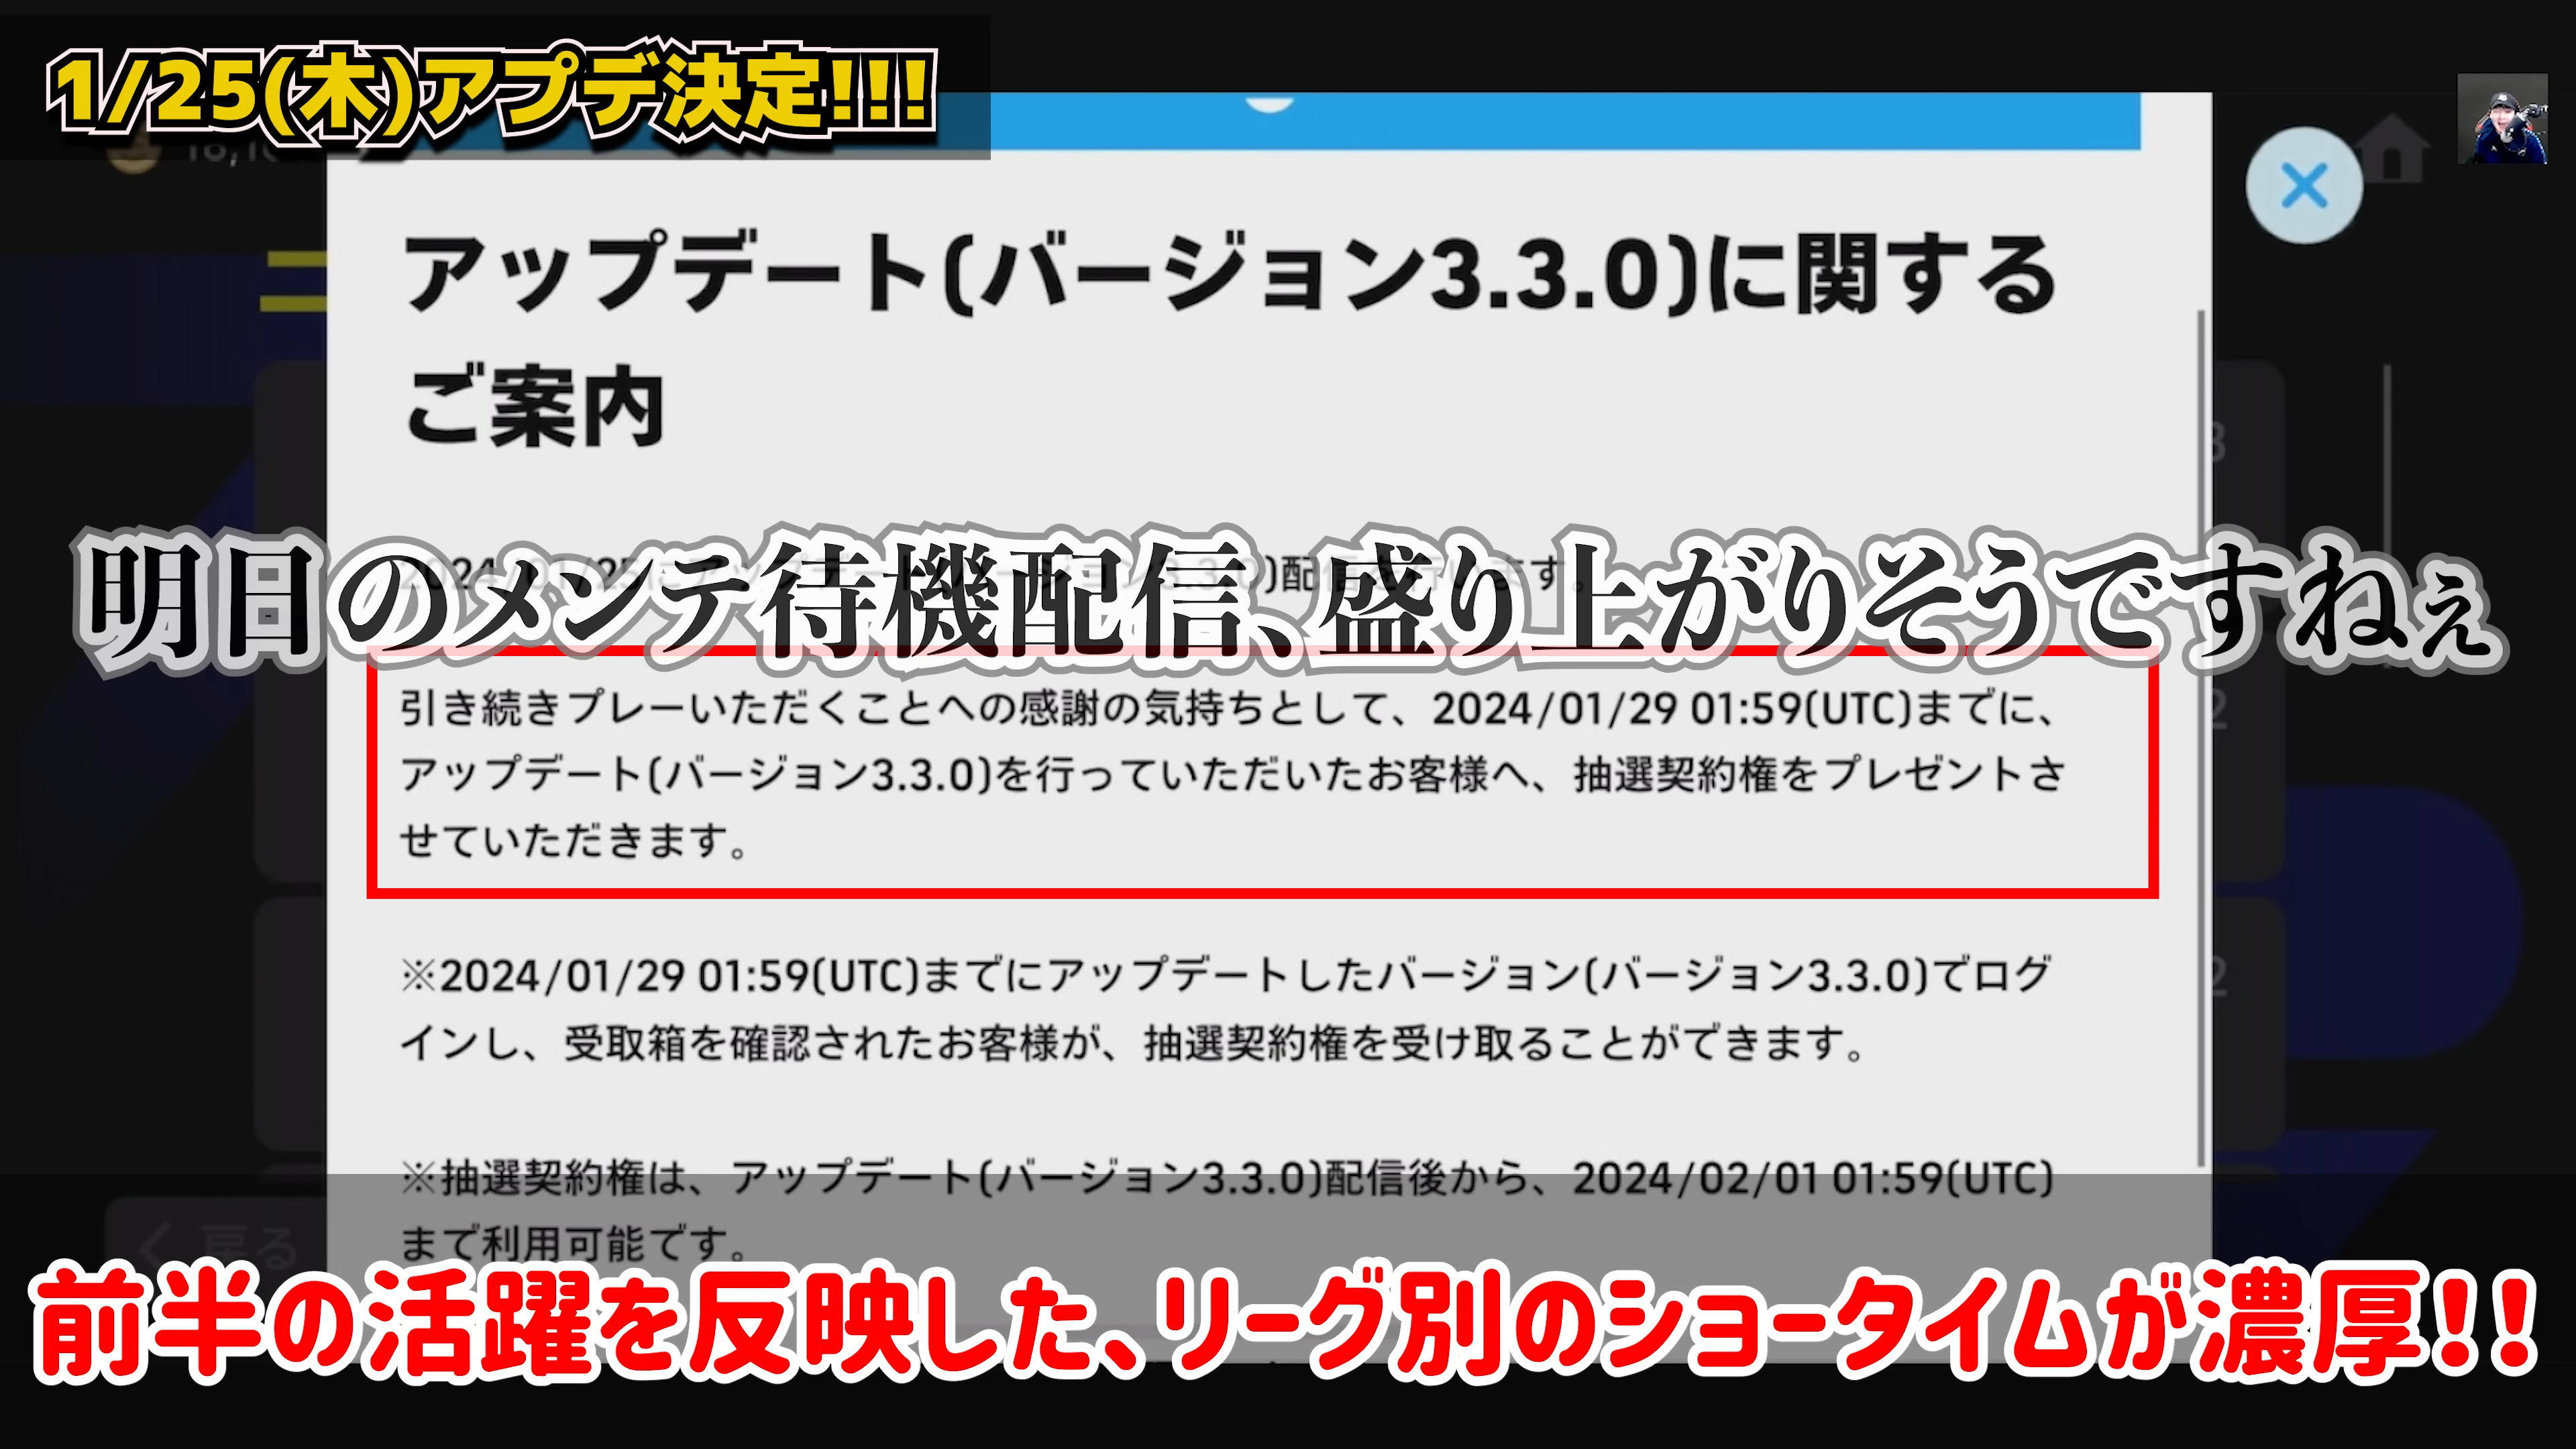 1/25(木)アプデ決定!!!
アップデート(バージョン3.3.0)に関する
ご案内
明日のメンテ待機配信、盛り上がりそうですねぇ
引き続きプレーいただくことへの感謝の気持ちとして、2024/01/29 01:59(UTC)までに、
アップデート(バージョン3.3.0)を行っていただいたお客様へ、抽選契約権をプレゼントさ
せていただきます。
※2024/01/29 01:59(UTC)までにアップデートしたバージョン(バージョン3.3.0)でログ
インし、受取箱を確認されたお客様が、抽選契約権を受け取ることができます。
※抽選契約権は、アップデート(バージョン3.3.0)配信後から、2024/02/01 01:59(UTC)
まで利用可能です。
戻る
前半の活躍を反映した、リーグ別のショータイムが濃厚!!